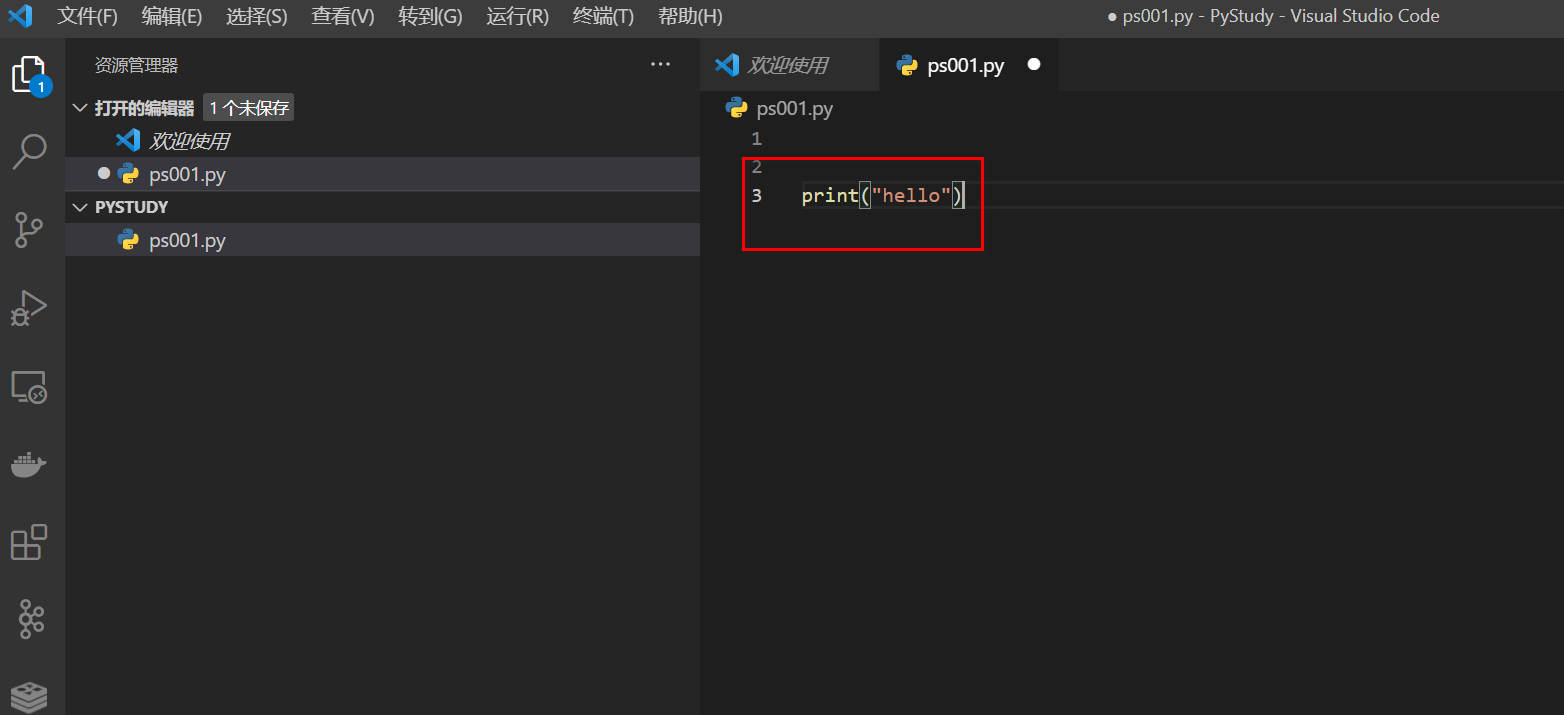 文件(F) 编辑(E) 选择(S) 查看(V) 转到(G) 运行(R) 终端(T) 帮助(H) ● ps001.py - PyStudy - Visual Studio Code
资源管理器 ···
1
打开的编辑器 1 个未保存
欢迎使用
ps001.py
PYSTUDY
ps001.py
欢迎使用 ps001.py
ps001.py
1
2
3 print("hello")